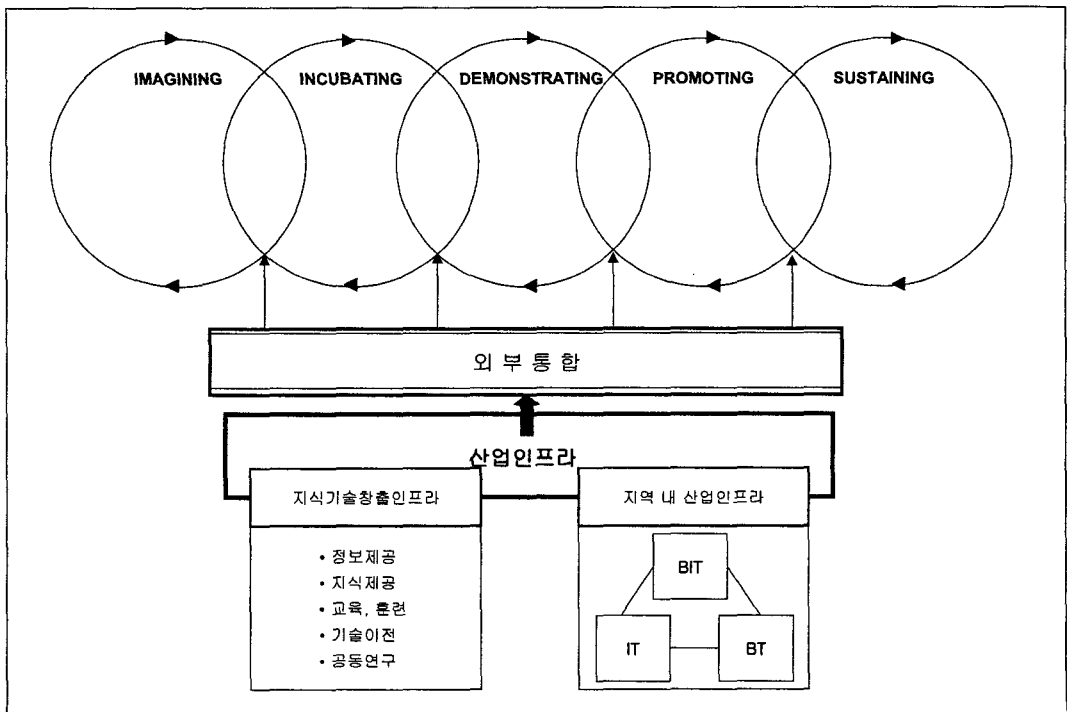 IMAGINING INCUBATING DEMONSTRATING PROMOTING SUSTAINING
외 부 통 합
산업인프라
지식기술창출인프라
• 정보제공
• 지식제공
• 교육, 훈련
• 기술이전
• 공동연구
지역 내 산업인프라
BIT
IT
BT